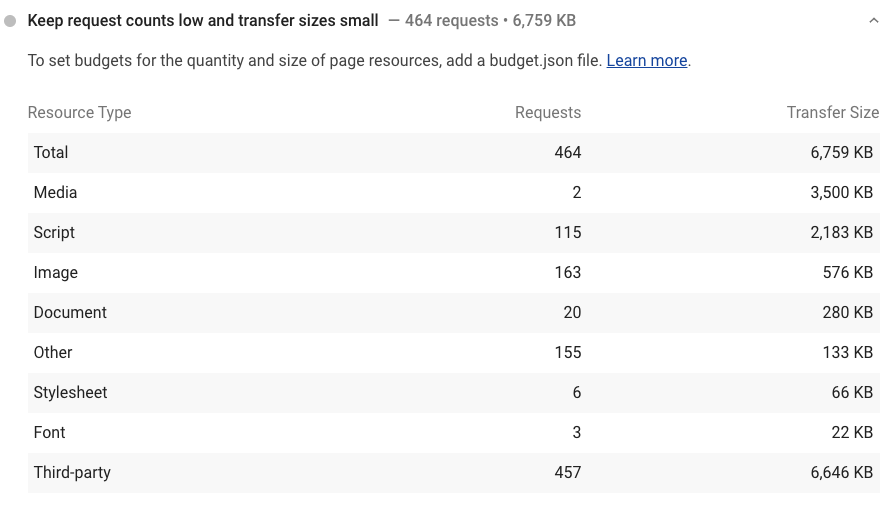 Keep request counts low and transfer sizes small — 464 requests • 6,759 KB
To set budgets for the quantity and size of page resources, add a budget.json file. Learn more.
Resource Type Requests Transfer Size
Total 464 6,759 KB
Media 2 3,500 KB
Script 115 2,183 KB
Image 163 576 KB
Document 20 280 KB
Other 155 133 KB
Stylesheet 6 66 KB
Font 3 22 KB
Third-party 457 6,646 KB